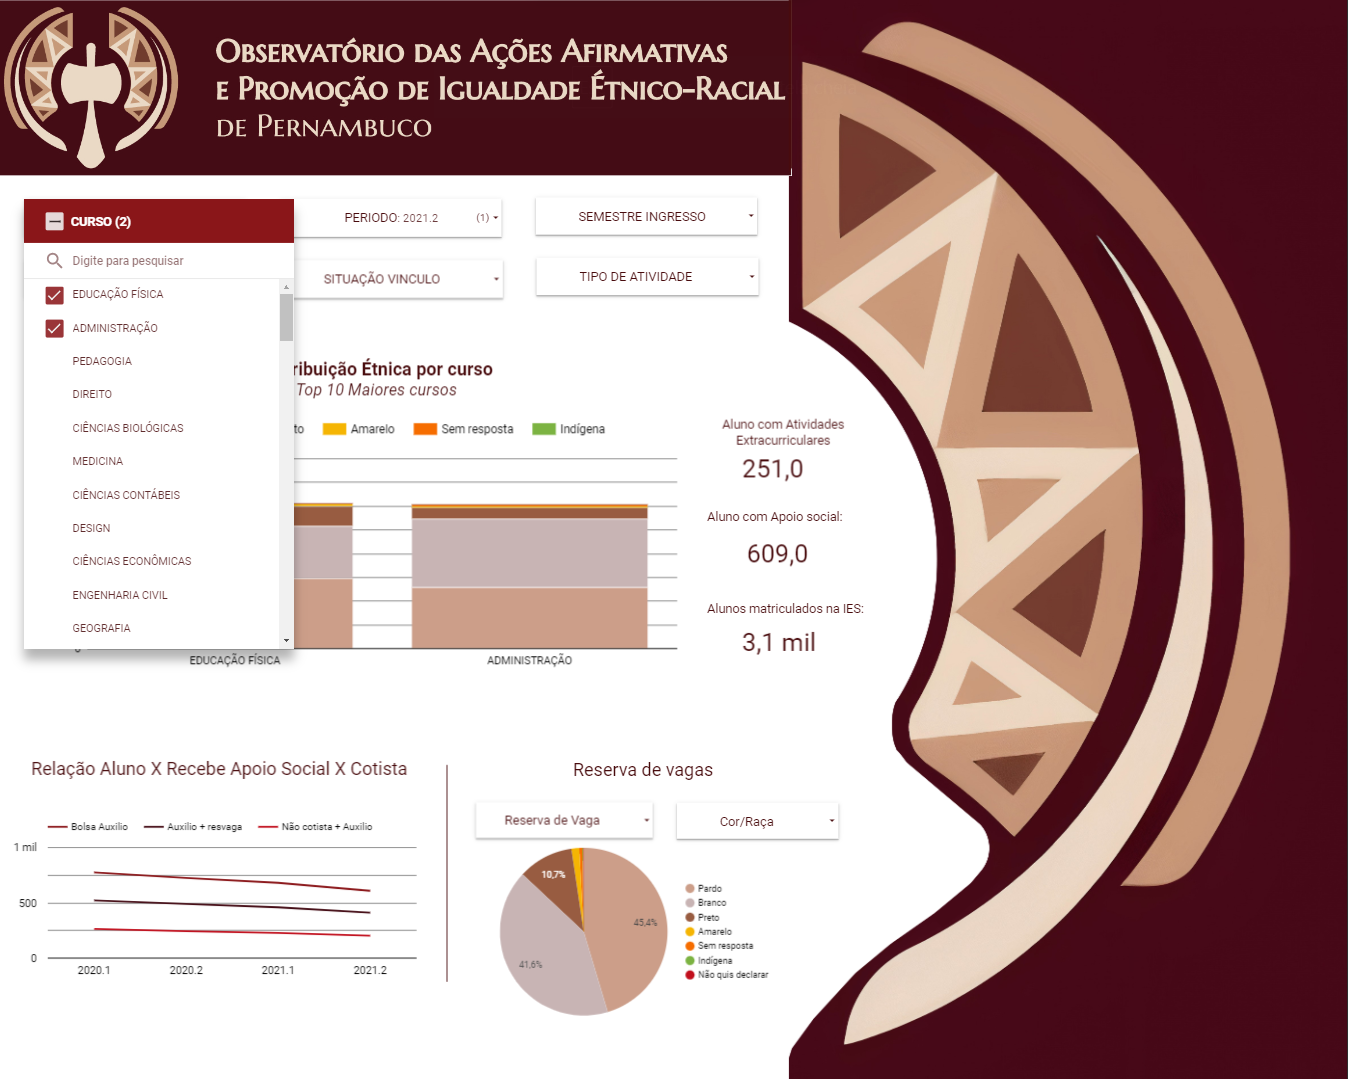 OBSERVATÓRIO DAS AÇÕES AFIRMATIVAS
E PROMOÇÃO DE IGUALDADE ÉTNICO-RACIAL
DE PERNAMBUCO
CURSO (2)
Digite para pesquisar
EDUCAÇÃO FÍSICA
ADMINISTRAÇÃO
PEDAGOGIA
DIREITO
CIÊNCIAS BIOLÓGICAS
MEDICINA
CIÊNCIAS CONTÁBEIS
DESIGN
CIÊNCIAS ECONÔMICAS
ENGENHARIA CIVIL
GEOGRAFIA
PERIODO: 2021.2 (1)
SEMESTRE INGRESSO
SITUAÇÃO VINCULO
TIPO DE ATIVIDADE
ribuição Étnica por curso
Top 10 Maiores cursos
to Amarelo Sem resposta Indígena
EDUCAÇÃO FÍSICA ADMINISTRAÇÃO
Aluno com Atividades
Extracurriculares
251,0
Aluno com Apoio social:
609,0
Alunos matriculados na IES:
3,1 mil
Relação Aluno X Recebe Apoio Social X Cotista
Bolsa Auxilio Auxilio + resvaga Não cotista + Auxilio
1 mil
500
0
2020.1 2020.2 2021.1 2021.2
Reserva de vagas
Reserva de Vaga
Cor/Raça
10,7%
45,4%
41,6%
Pardo
Branco
Preto
Amarelo
Sem resposta
Indígena
Não quis declarar